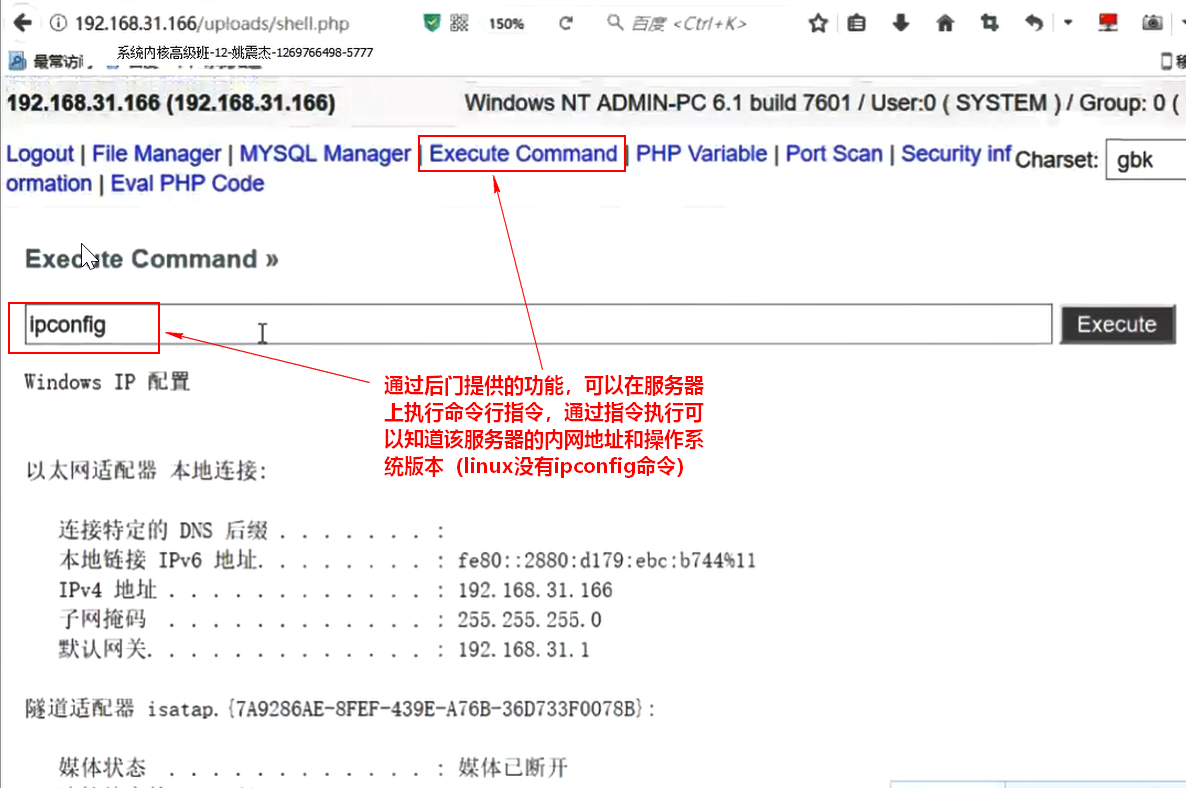 192.168.31.166/uploads/shell.php
150%
百度 <Ctrl+K>
最常访问
系统内核高级班-12-姚震杰-1269766498-5777
移
192.168.31.166 (192.168.31.166)
Windows NT ADMIN-PC 6.1 build 7601 / User:0 ( SYSTEM ) / Group: 0 (
Logout | File Manager | MYSQL Manager | Execute Command | PHP Variable | Port Scan | Security inf
ormation | Eval PHP Code
Charset: gbk
Execute Command »
ipconfig
Execute
通过后门提供的功能，可以在服务器
上执行命令行指令，通过指令执行可
以知道该服务器的内网地址和操作系
统版本（linux没有ipconfig命令）
Windows IP 配置
以太网适配器 本地连接:
连接特定的 DNS 后缀 . . . . . . . :
本地链接 IPv6 地址. . . . . . . . : fe80::2880:d179:ebc:b744%11
IPv4 地址 . . . . . . . . . . . . : 192.168.31.166
子网掩码 . . . . . . . . . . . . : 255.255.255.0
默认网关. . . . . . . . . . . . . : 192.168.31.1
隧道适配器 isatap.{7A9286AE-8FEF-439E-A76B-36D733F0078B}:
媒体状态 . . . . . . . . . . . . : 媒体已断开